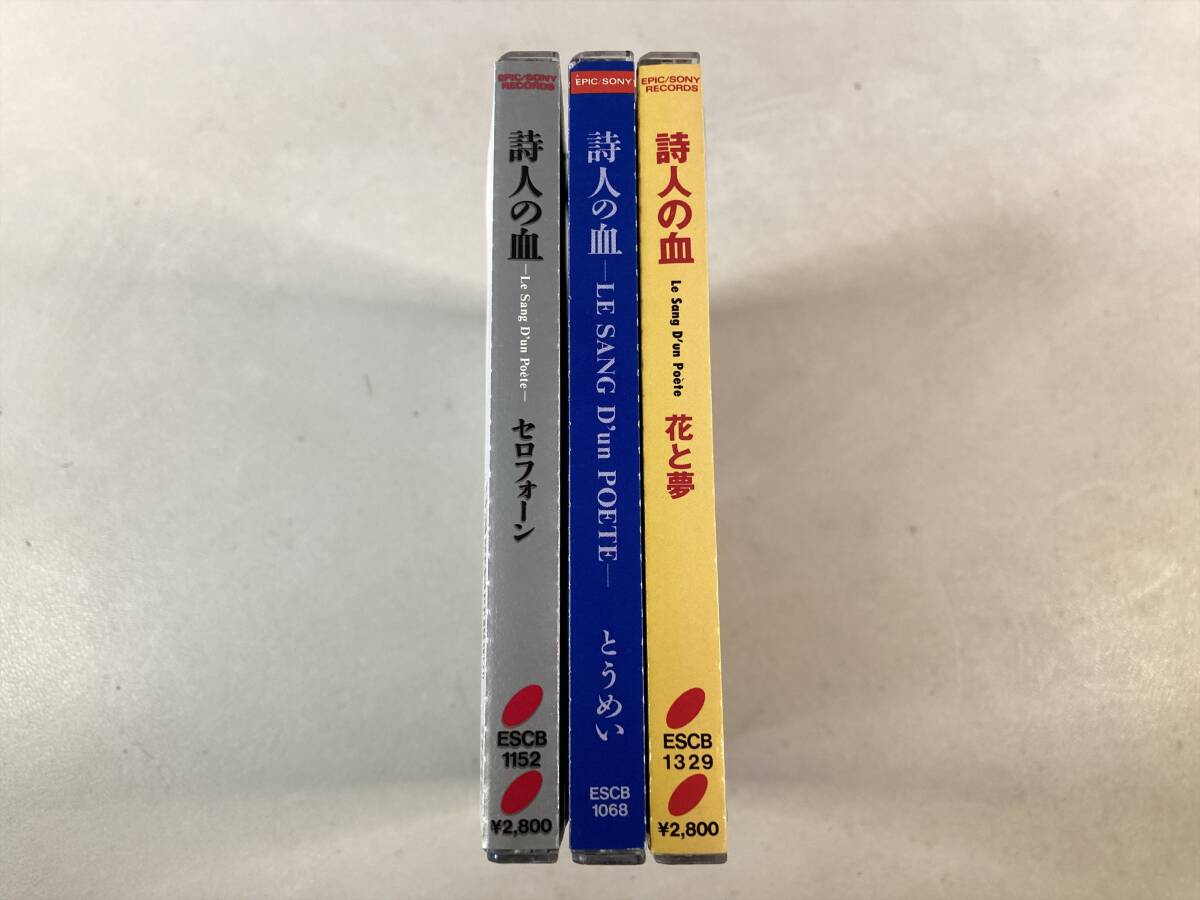 EPIC/SONY
RECORDS
詩人の血
—Le Sang D'un Poète—
セロフォーン
ESCB
1152
¥2,800
EPIC/SONY
詩人の血
—LE SANG D'un POETE—
とうめい
ESCB
1068
EPIC/SONY
RECORDS
詩人の血
Le Sang D'un Poète
花と夢
ESCB
1329
¥2,800